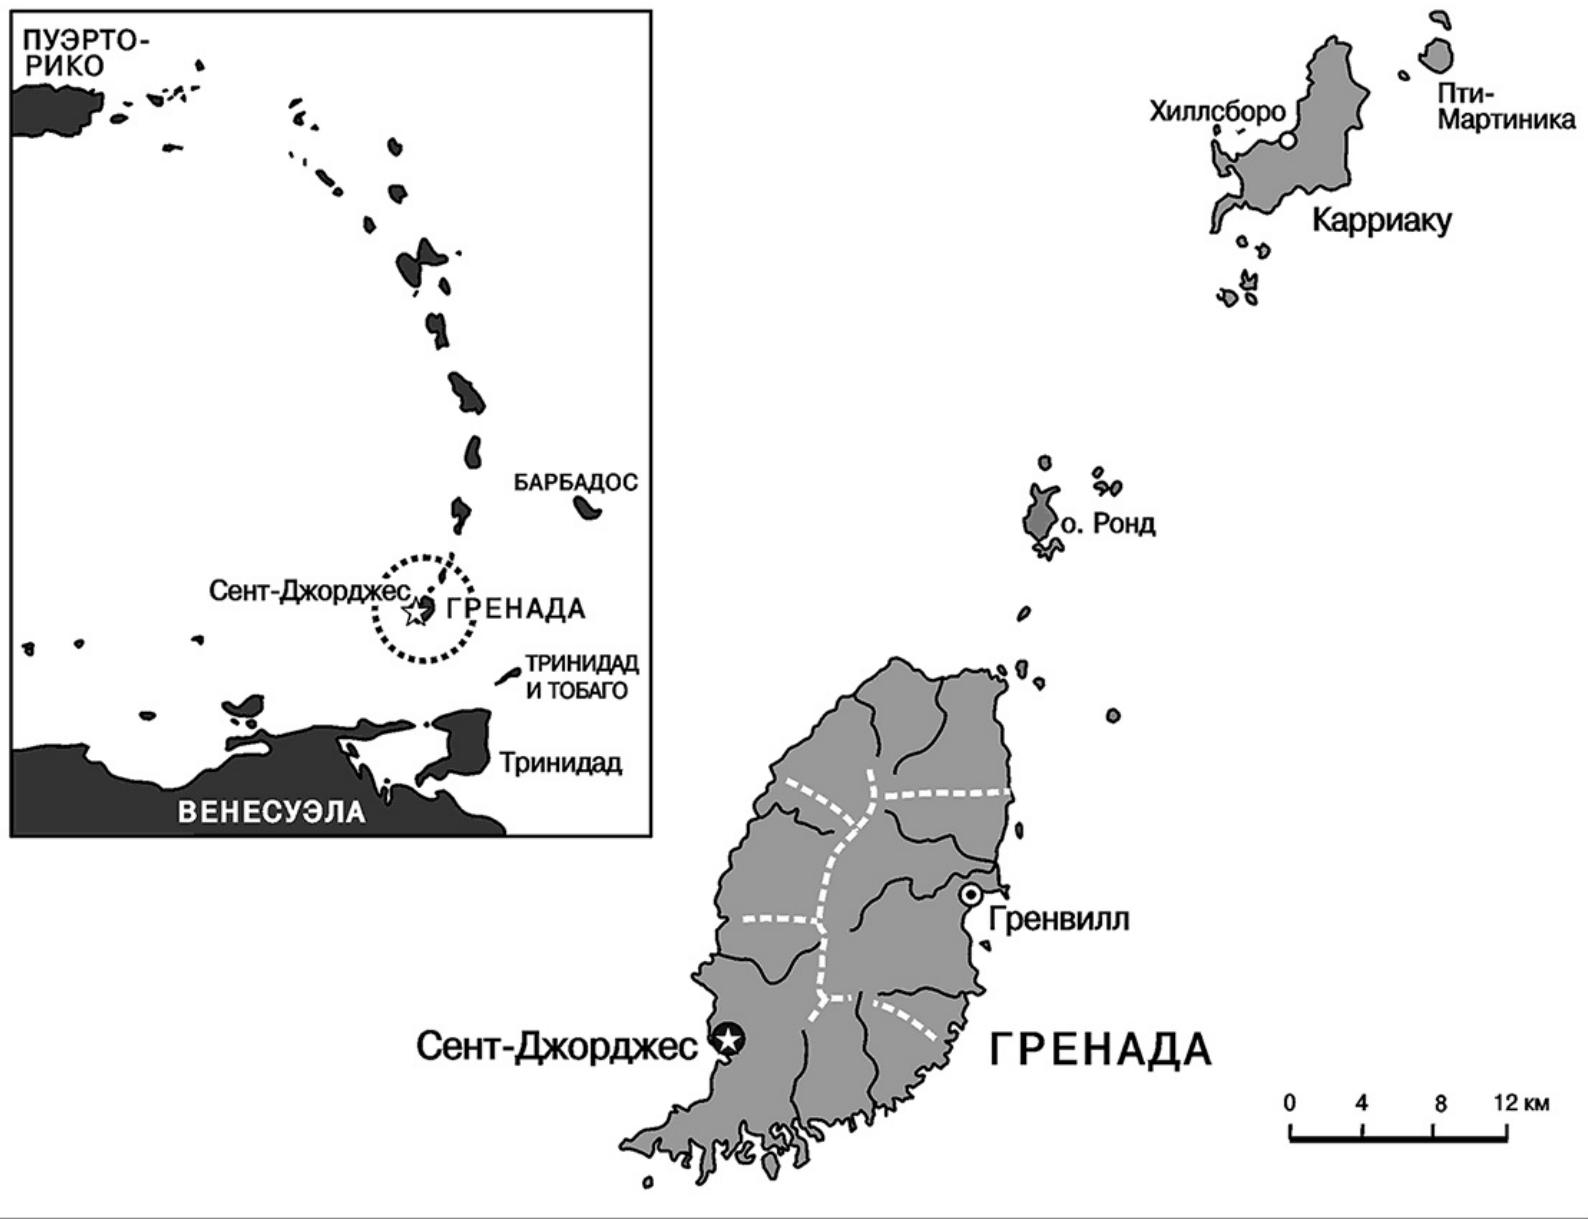 ПУЭРТО-
РИКО
БАРБАДОС
Сент-Джорджес
ГРЕНАДА
ТРИНИДАД
И ТОБАГО
Тринидад
ВЕНЕСУЭЛА
Хиллсборо
Пти-
Мартиника
Карриаку
о. Ронд
Гренвилл
Сент-Джорджес
ГРЕНАДА
0 4 8 12 км